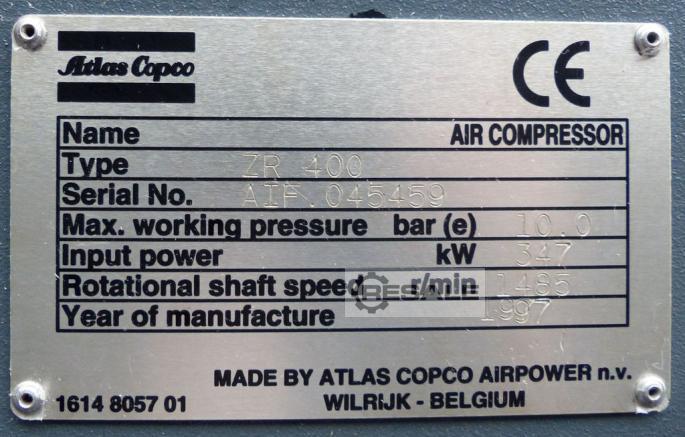 Atlas Copco
CE
Name AIR COMPRESSOR
Type ZR 400
Serial No. AIF.045459
Max. working pressure bar (e) 10.0
Input power kW 347
Rotational shaft speed r/min 1485
RESALE
Year of manufacture 1997
MADE BY ATLAS COPCO AiRPOWER n.v.
1614 8057 01 WILRIJK - BELGIUM